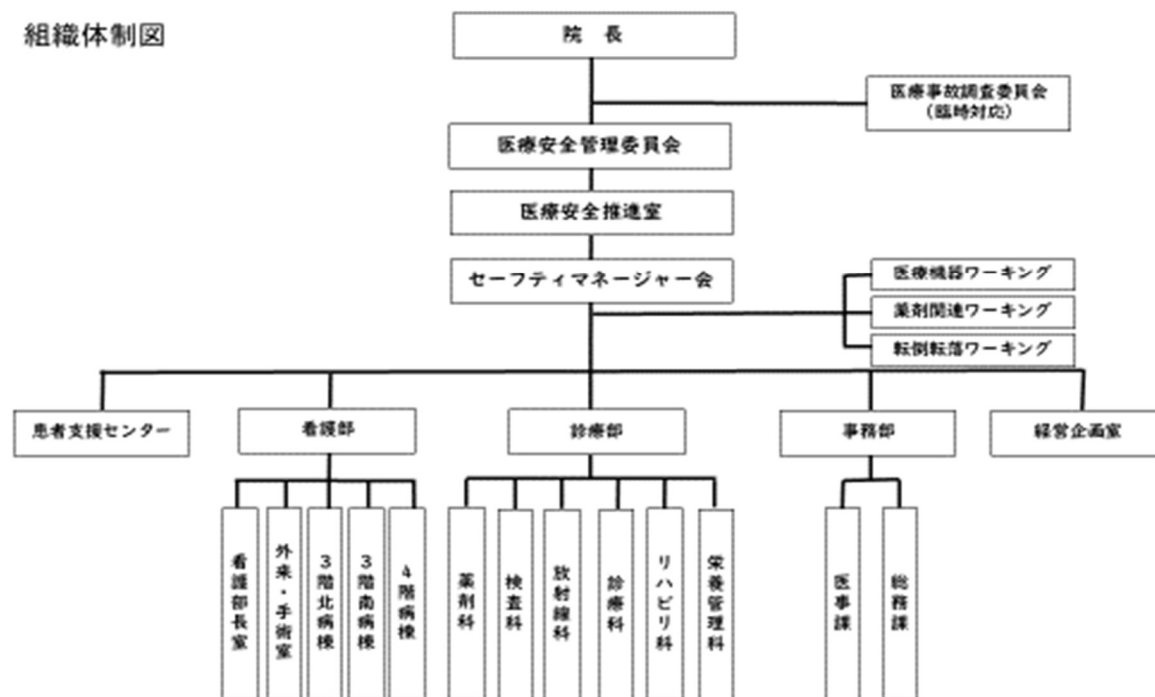 組織体制図
院　長
医療事故調査委員会
（臨時対応）
医療安全管理委員会
医療安全推進室
セーフティマネージャー会
医療機器ワーキング
薬剤関連ワーキング
転倒転落ワーキング
患者支援センター
看護部
診療部
事務部
経営企画室
看護部長室
外来・手術室
3階北病棟
3階南病棟
4階病棟
薬剤科
検査科
放射線科
診療科
リハビリ科
栄養管理科
医事課
総務課